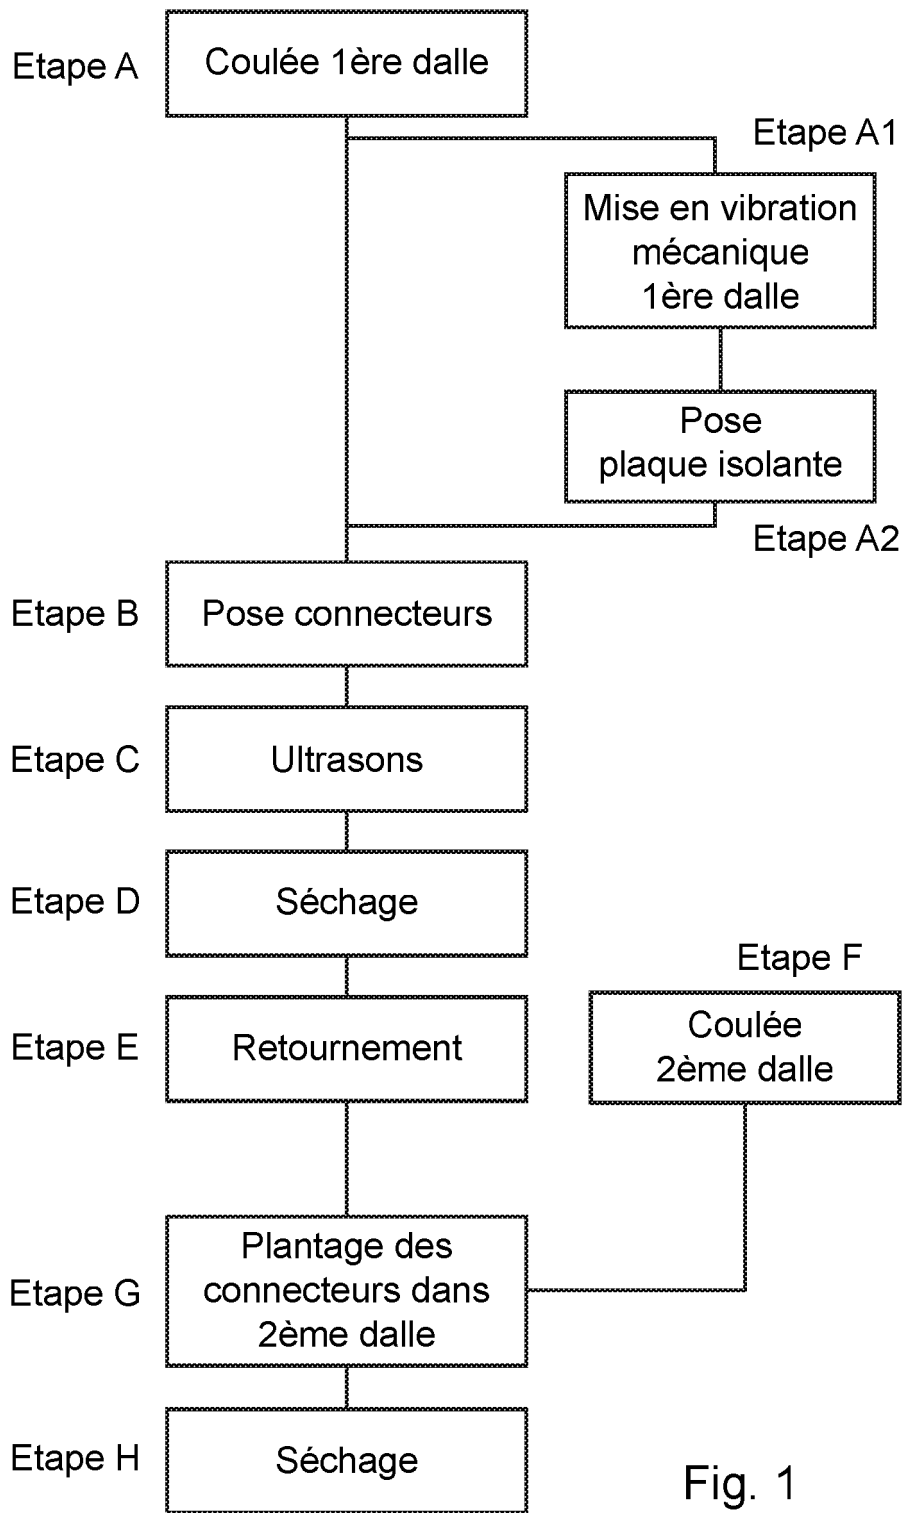 Etape A
Coulée 1ère dalle
Etape A1
Mise en vibration
mécanique
1ère dalle
Pose
plaque isolante
Etape A2
Etape B
Pose connecteurs
Etape C
Ultrasons
Etape D
Séchage
Etape F
Coulée
2ème dalle
Etape E
Retournement
Etape G
Plantage des
connecteurs dans
2ème dalle
Etape H
Séchage
Fig. 1